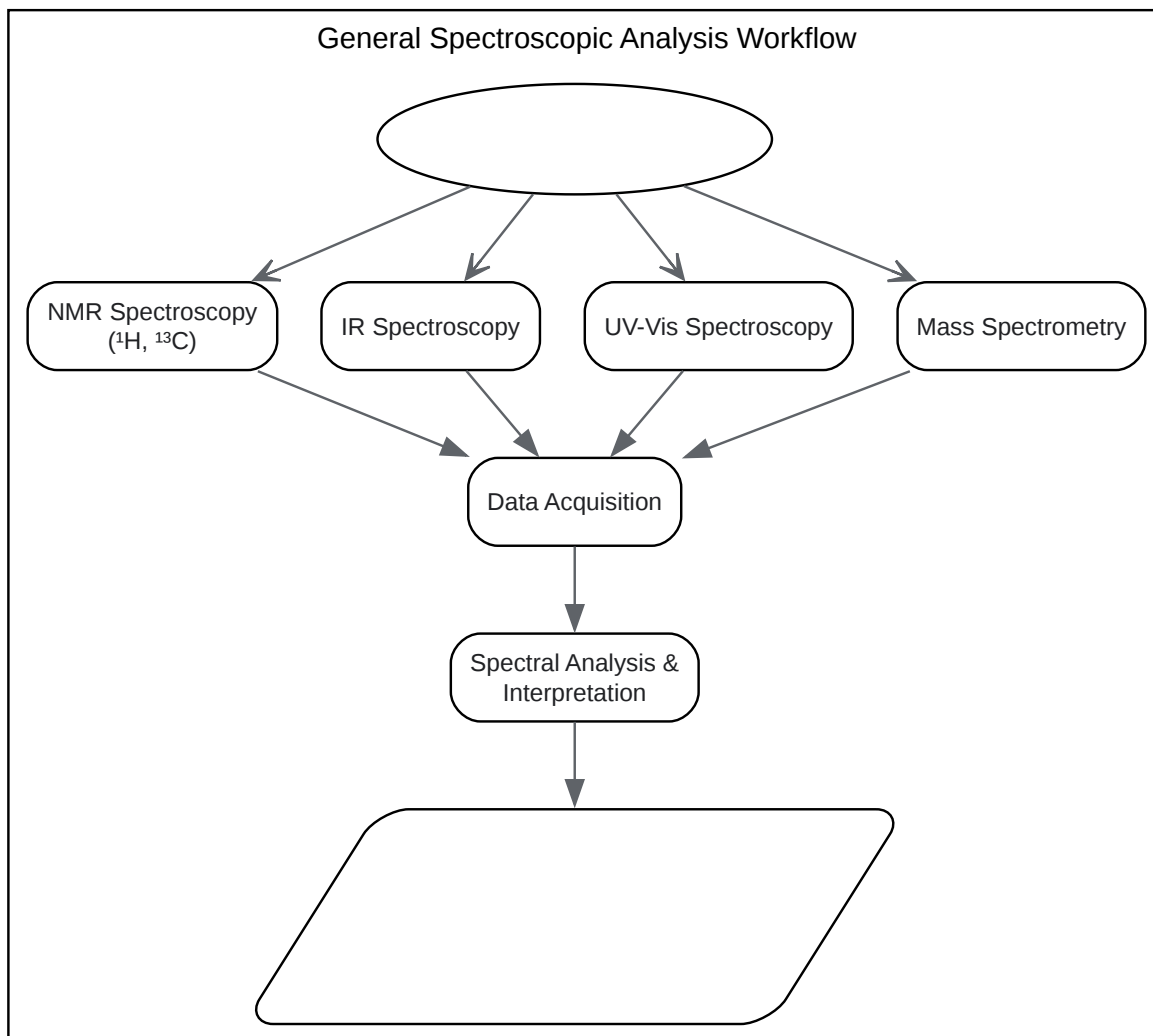 General Spectroscopic Analysis Workflow
NMR Spectroscopy
(¹H, ¹³C)
IR Spectroscopy
UV-Vis Spectroscopy
Mass Spectrometry
Data Acquisition
Spectral Analysis &
Interpretation